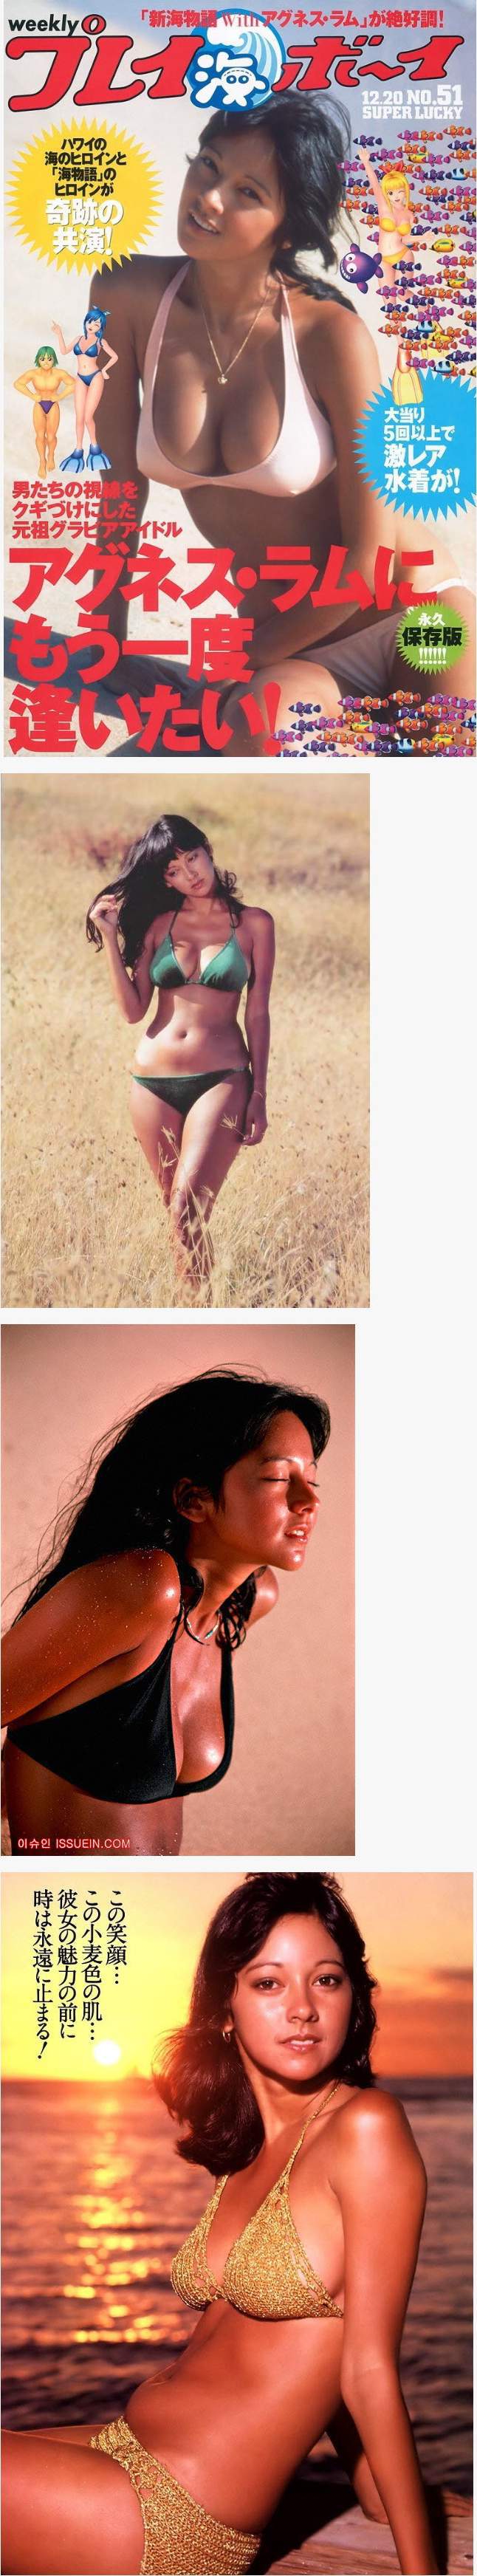 「新海物語 With アグネス・ラム」が絶好調!
weekly
プレイボーイ
海
12.20 NO.51
SUPER LUCKY
ハワイの
海のヒロインと
「海物語」の
ヒロインが
奇跡の
共演!
大当り
5回以上で
激レア
水着が!
男たちの視線を
クギづけにした
元祖グラビアアイドル
アグネス・ラムに
もう一度
逢いたい!
永久
保存版
!!!!!!
이슈인 ISSUEIN.COM
この笑顔…
この小麦色の肌…
彼女の魅力の前に
時は永遠に止まる!